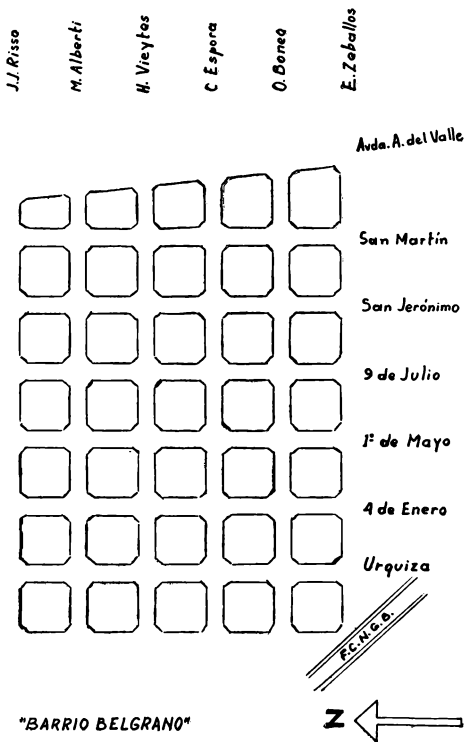 J.J. Risso
M. Alberti
H. Vieytes
C Espora
O. Boneo
E. Zeballos
Avda. A. del Valle
San Martín
San Jerónimo
9 de Julio
1º de Mayo
4 de Enero
Urquiza
F.C.N.G.B.
"BARRIO BELGRANO"
N